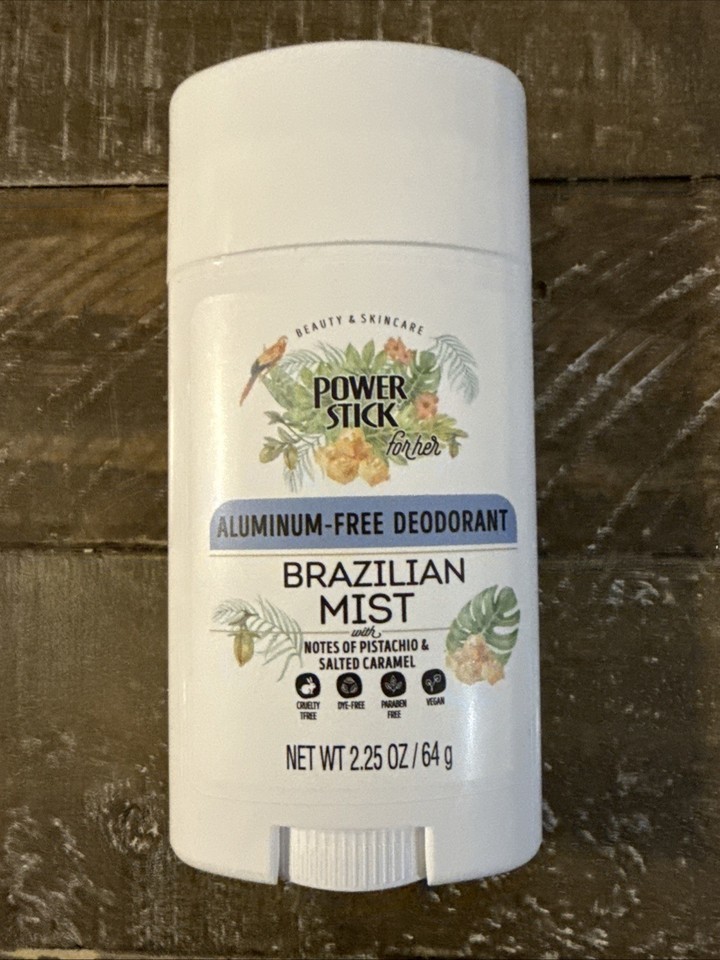 BEAUTY & SKINCARE
POWER
STICK
for her
ALUMINUM-FREE DEODORANT
BRAZILIAN
MIST
with
NOTES OF PISTACHIO &
SALTED CARAMEL
CRUELTY DYE-FREE PARABEN VEGAN
TFREE FREE
NET WT 2.25 OZ / 64 g